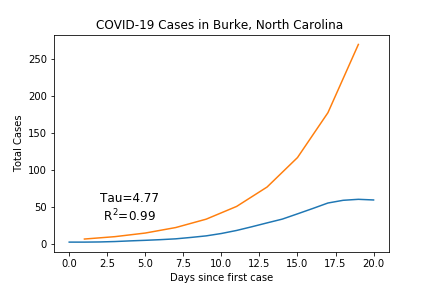 COVID-19 Cases in Burke, North Carolina
Total Cases
250
200
150
100
50
0
Tau=4.77
R²=0.99
0.0 2.5 5.0 7.5 10.0 12.5 15.0 17.5 20.0
Days since first case